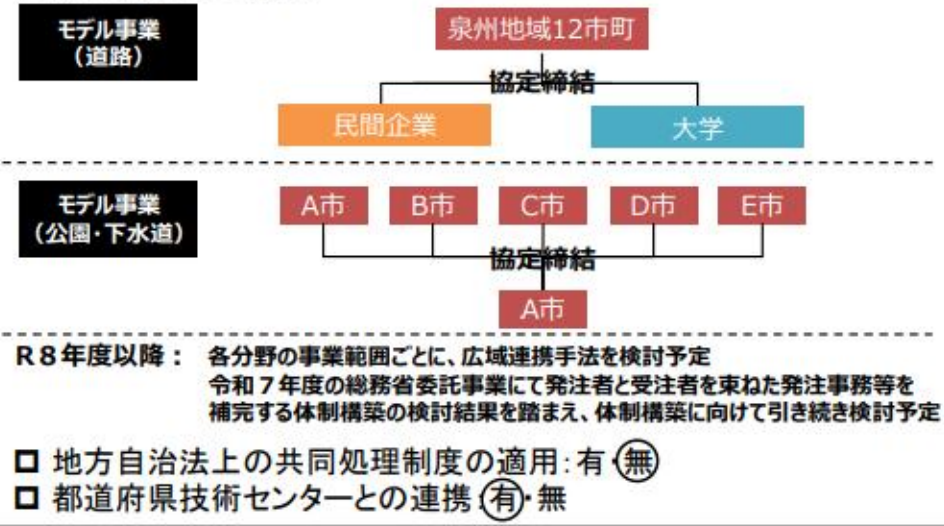 モデル事業
（道路）
泉州地域12市町
協定締結
民間企業
大学
モデル事業
（公園・下水道）
A市
B市
C市
D市
E市
協定締結
A市
R８年度以降： 各分野の事業範囲ごとに、広域連携手法を検討予定
令和７年度の総務省委託事業にて発注者と受注者を束ねた発注事務等を
補完する体制構築の検討結果を踏まえ、体制構築に向けて引き続き検討予定
□ 地方自治法上の共同処理制度の適用：有・無
□ 都道府県技術センターとの連携：有・無